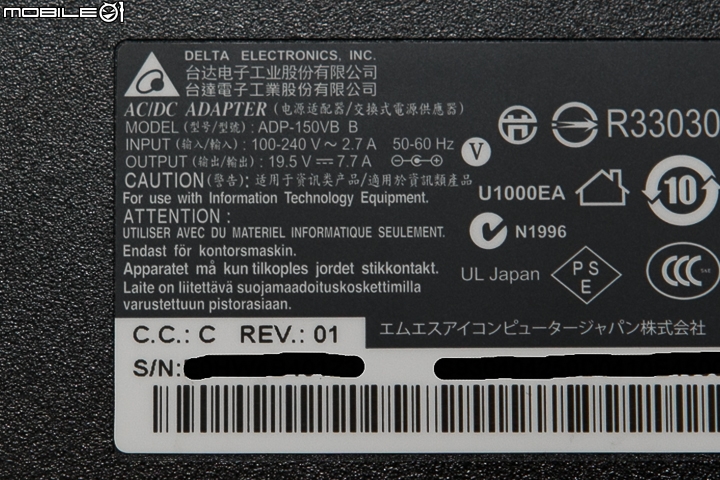 MOBILE01
DELTA ELECTRONICS, INC.
台达电子工业股份有限公司
台達電子工業股份有限公司
AC/DC ADAPTER (电源适配器/交換式電源供應器)
MODEL (型号/型號) : ADP-150VB B
INPUT (输入/輸入) : 100-240 V ~ 2.7 A 50-60 Hz
OUTPUT (输出/輸出) : 19.5 V ⎓ 7.7 A
V
CAUTION (警告): 适用于资讯类产品/適用於資訊類產品
For use with Information Technology Equipment.
ATTENTION :
UTILISER AVEC DU MATERIEL INFORMATIQUE SEULEMENT.
Endast för kontorsmaskin.
Apparatet må kun tilkoples jordet stikkontakt.
Laite on liitettävä suojamaadoituskoskettimilla
varustettuun pistorasiaan.
R33030
U1000EA
10
N1996
UL Japan
PSE
CCC
S&E
C.C.: C REV.: 01
エムエスアイコンピュータージャパン株式会社
S/N: